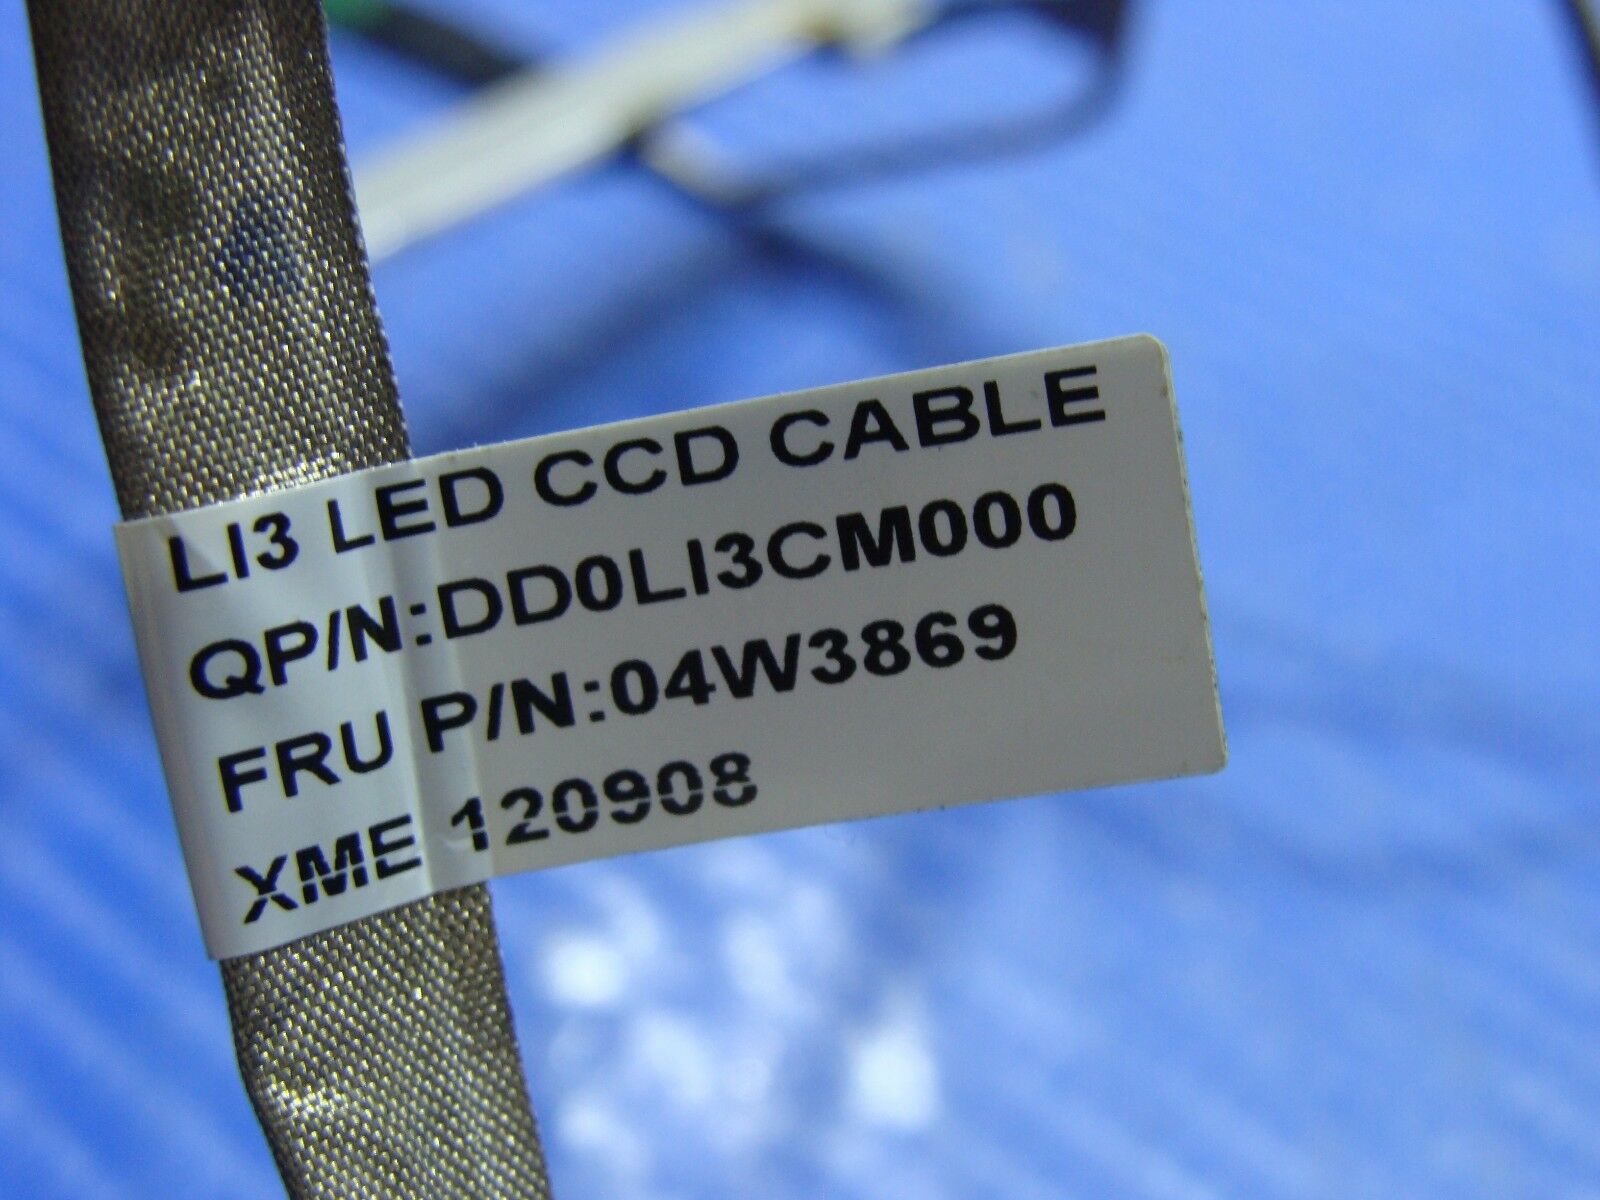 LI3 LED CCD CABLE
QP/N:DD0LI3CM000
FRU P/N:04W3869
XME 120908